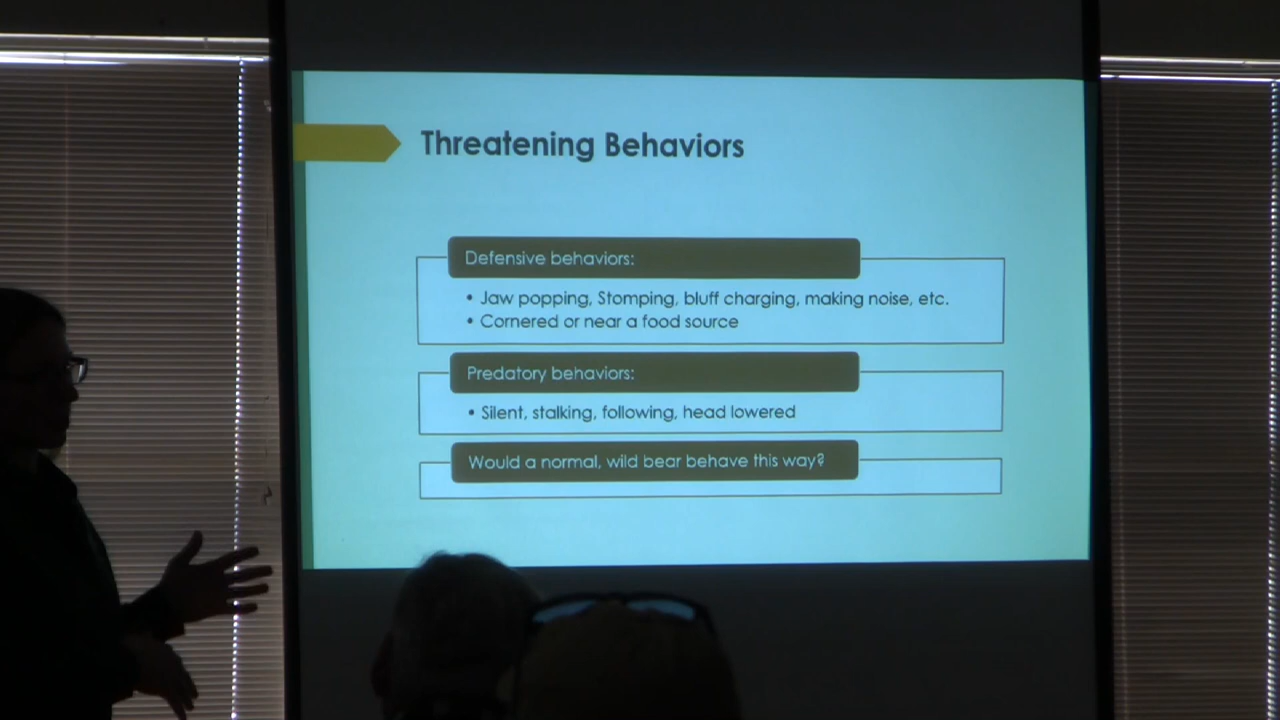 Threatening Behaviors
Defensive behaviors:
• Jaw popping, Stomping, bluff charging, making noise, etc.
• Cornered or near a food source
Predatory behaviors:
• Silent, stalking, following, head lowered
Would a normal, wild bear behave this way?